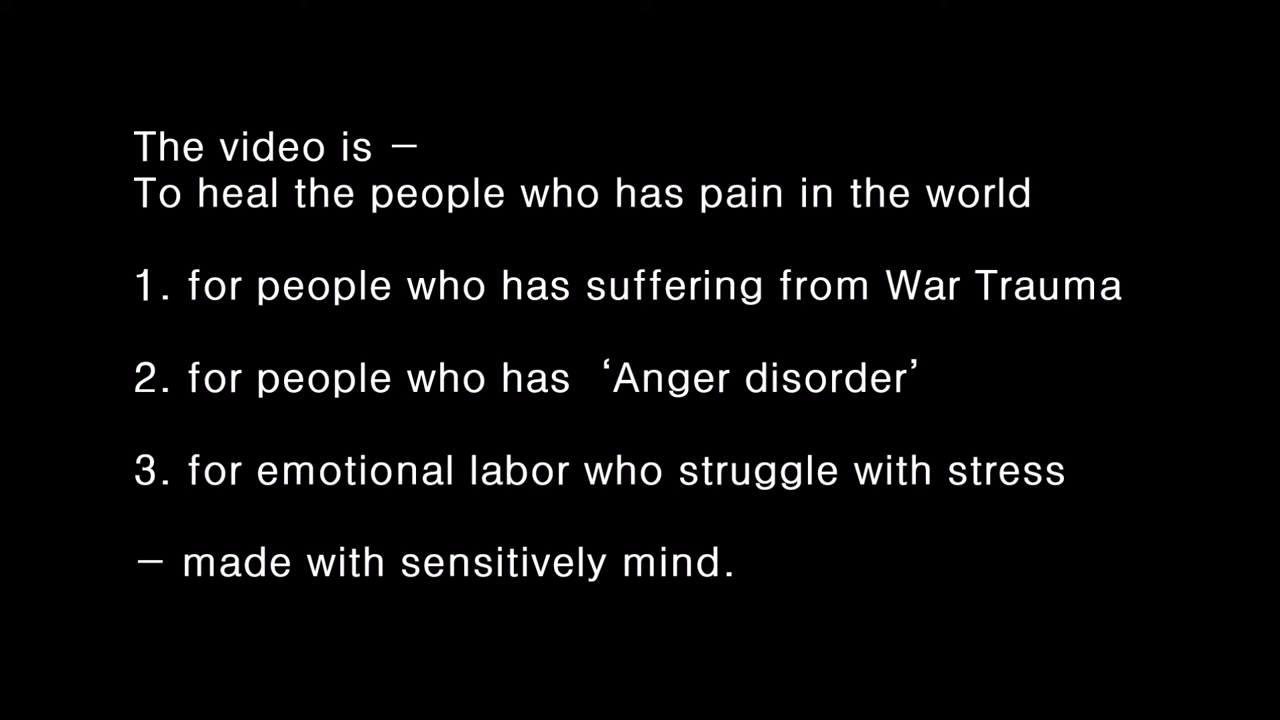 The video is –
To heal the people who has pain in the world
1. for people who has suffering from War Trauma
2. for people who has ‘Anger disorder’
3. for emotional labor who struggle with stress
– made with sensitively mind.